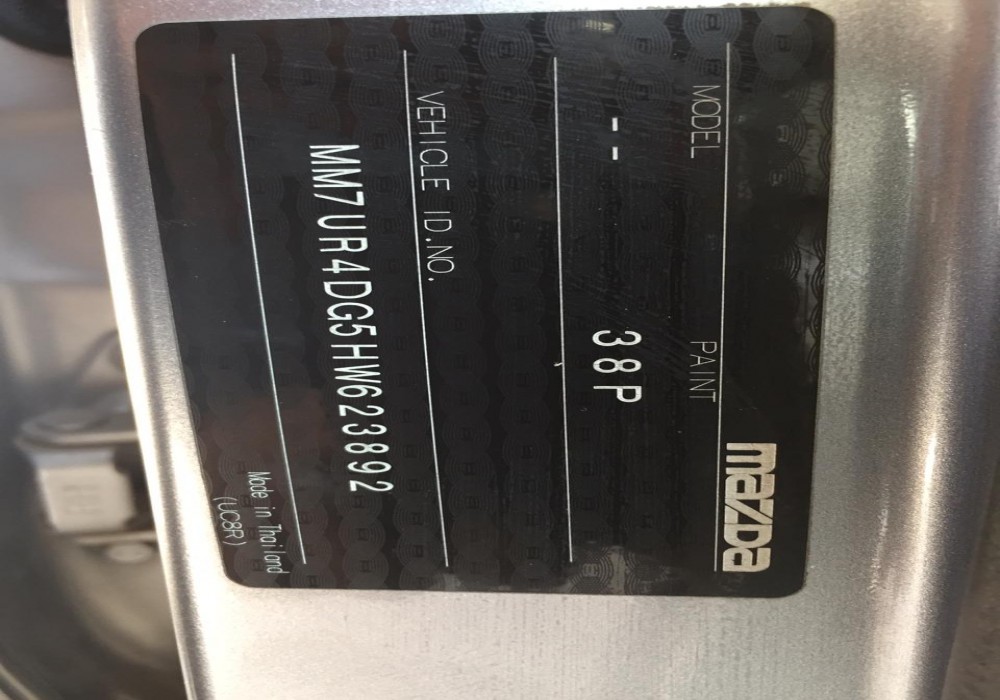 mazda
MODEL PAINT
-- 38P
VEHICLE ID.NO.
MM7UR4DG5HW623892
Made in Thailand
(UC8R)